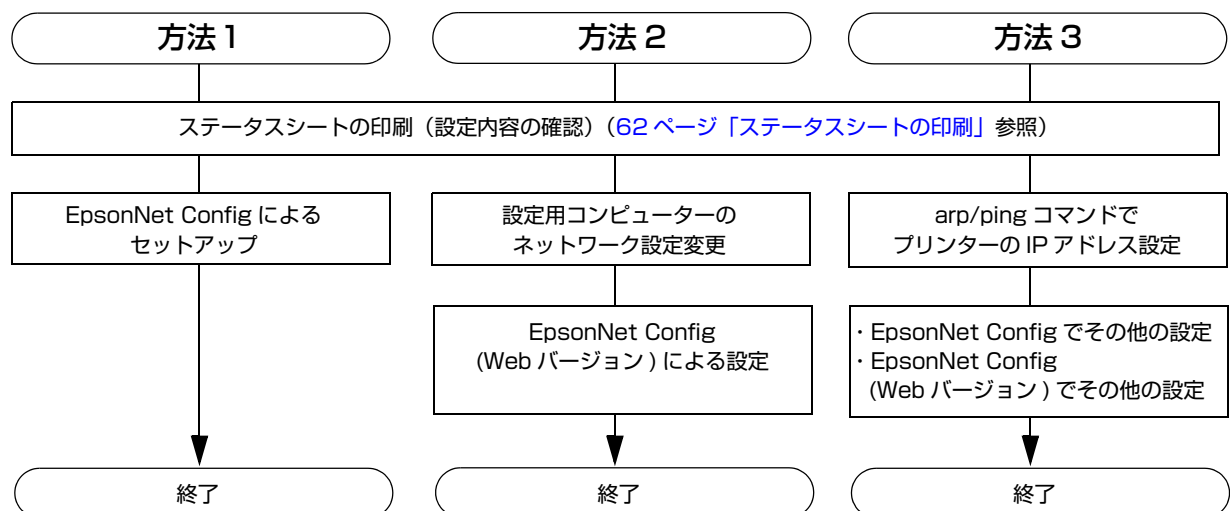 方法 1
方法 2
方法 3
ステータスシートの印刷（設定内容の確認）（62 ページ「ステータスシートの印刷」参照）
EpsonNet Config による
セットアップ
設定用コンピューターの
ネットワーク設定変更
arp/ping コマンドで
プリンターの IP アドレス設定
EpsonNet Config
(Web バージョン ) による設定
・EpsonNet Config でその他の設定
・EpsonNet Config
(Web バージョン ) でその他の設定
終了
終了
終了